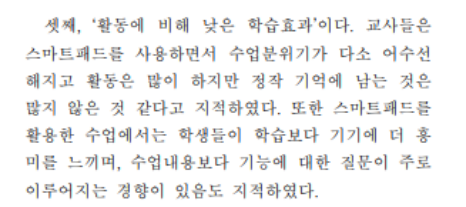 셋째, ‘활동에 비해 낮은 학습효과’이다. 교사들은
스마트패드를 사용하면서 수업분위기가 다소 어수선
해지고 활동은 많이 하지만 정작 기억에 남는 것은
많지 않은 것 같다고 지적하였다. 또한 스마트패드를
활용한 수업에서는 학생들이 학습보다 기기에 더 흥
미를 느끼며, 수업내용보다 기능에 대한 질문이 주로
이루어지는 경향이 있음도 지적하였다.